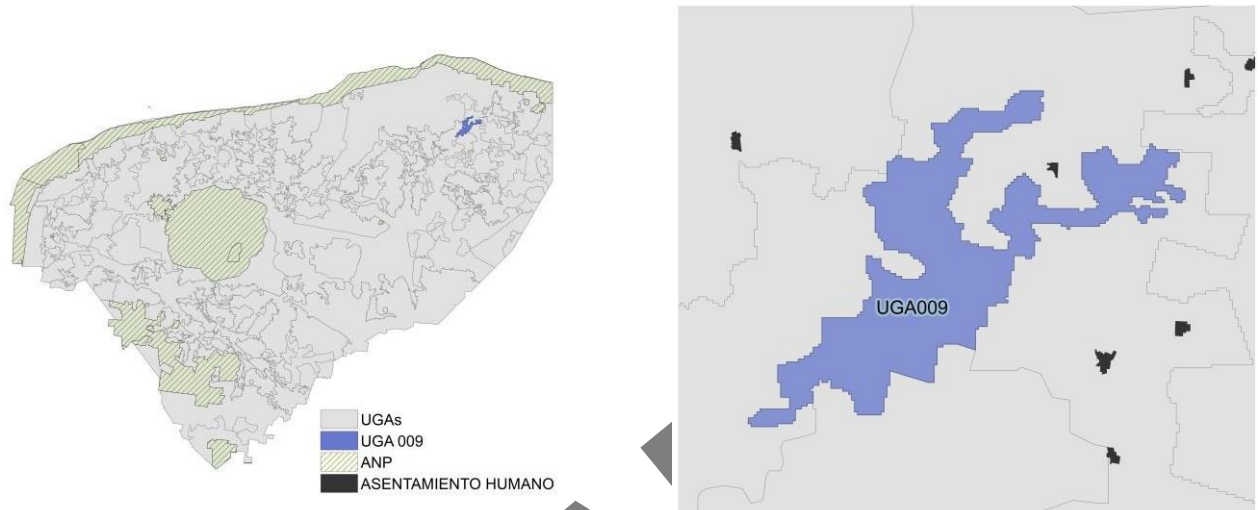 UGAs
UGA 009
ANP
ASENTAMIENTO HUMANO
UGA009